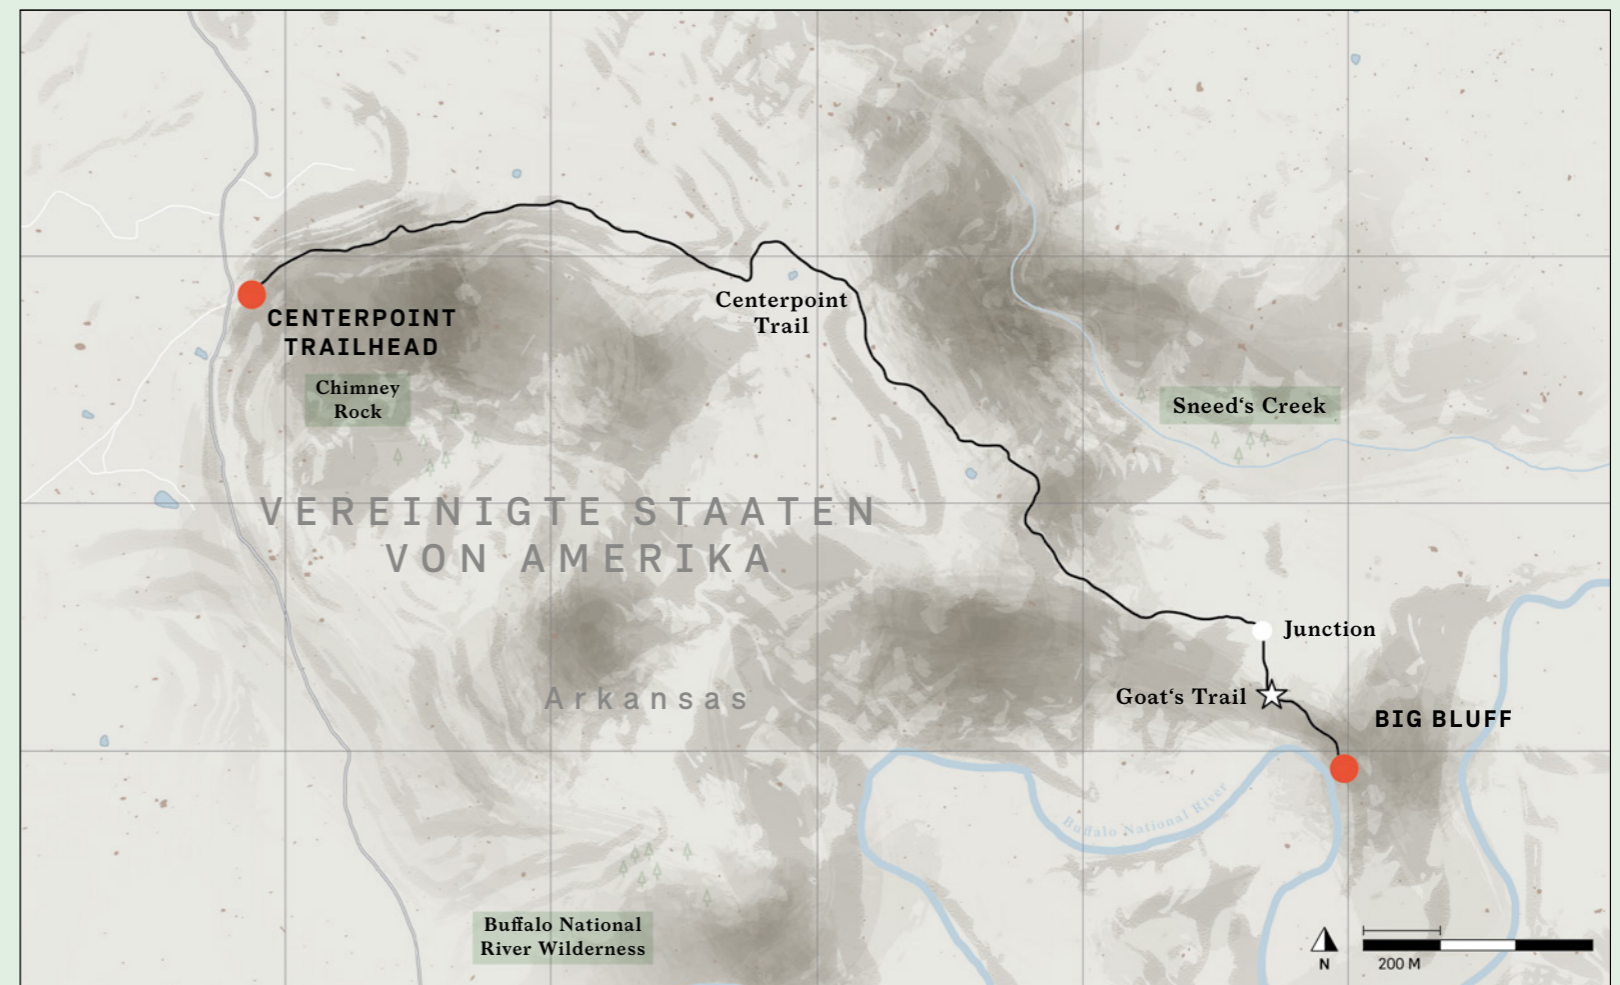 CENTERPOINT
TRAILHEAD
Chimney
Rock
Centerpoint
Trail
Sneed‘s Creek
VEREINIGTE STAATEN
VON AMERIKA
Arkansas
Junction
Goat‘s Trail
BIG BLUFF
Buffalo National River
Buffalo National
River Wilderness
N
200 M